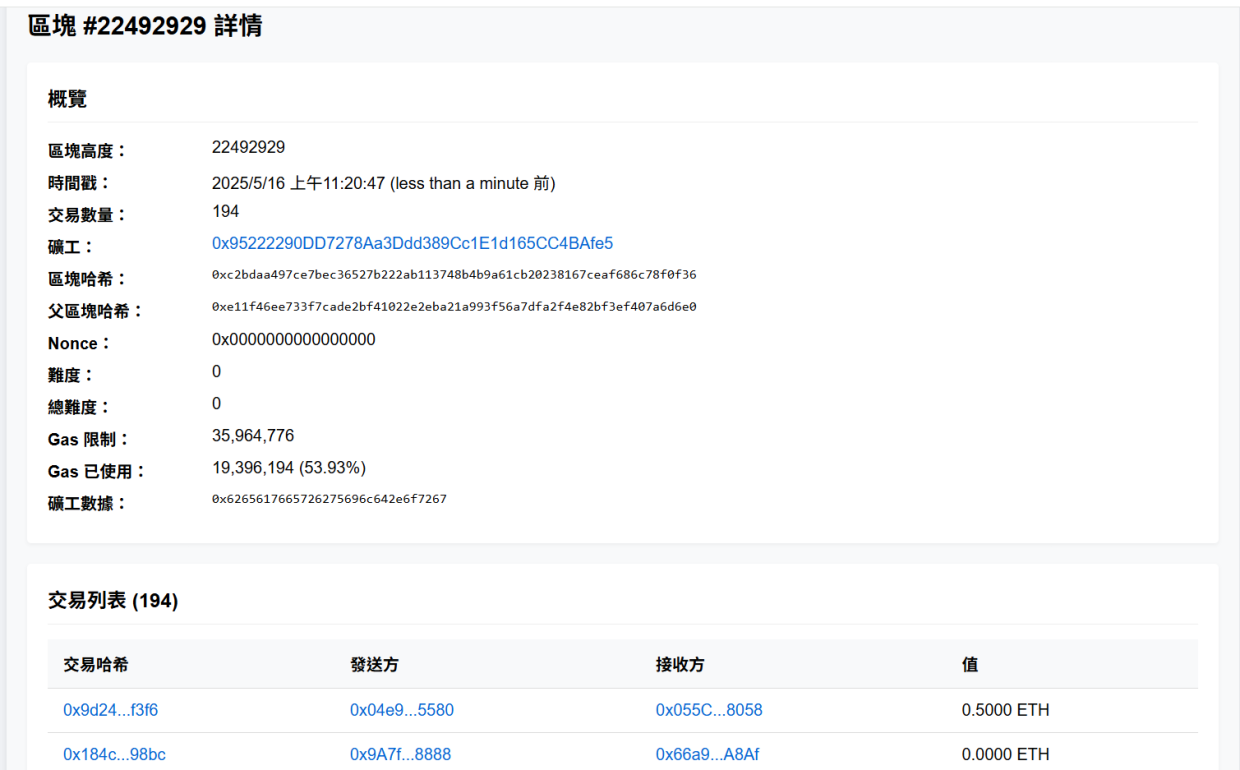 區塊 #22492929 詳情
概覽
區塊高度： 22492929
時間戳： 2025/5/16 上午11:20:47 (less than a minute 前)
交易數量： 194
礦工： 0x95222290DD7278Aa3Ddd389Cc1E1d165CC4BAfe5
區塊哈希： 0xc2bdaa497ce7bec36527b222ab113748b4b9a61cb20238167ceaf686c78f0f36
父區塊哈希： 0xe11f46ee733f7cade2bf41022e2eba21a993f56a7dfa2f4e82bf3ef407a6d6e0
Nonce： 0x0000000000000000
難度： 0
總難度： 0
Gas 限制： 35,964,776
Gas 已使用： 19,396,194 (53.93%)
礦工數據： 0x6265617665726275696c642e6f7267
交易列表 (194)
交易哈希 發送方 接收方 值
0x9d24...f3f6 0x04e9...5580 0x055C...8058 0.5000 ETH
0x184c...98bc 0x9A7f...8888 0x66a9...A8Af 0.0000 ETH